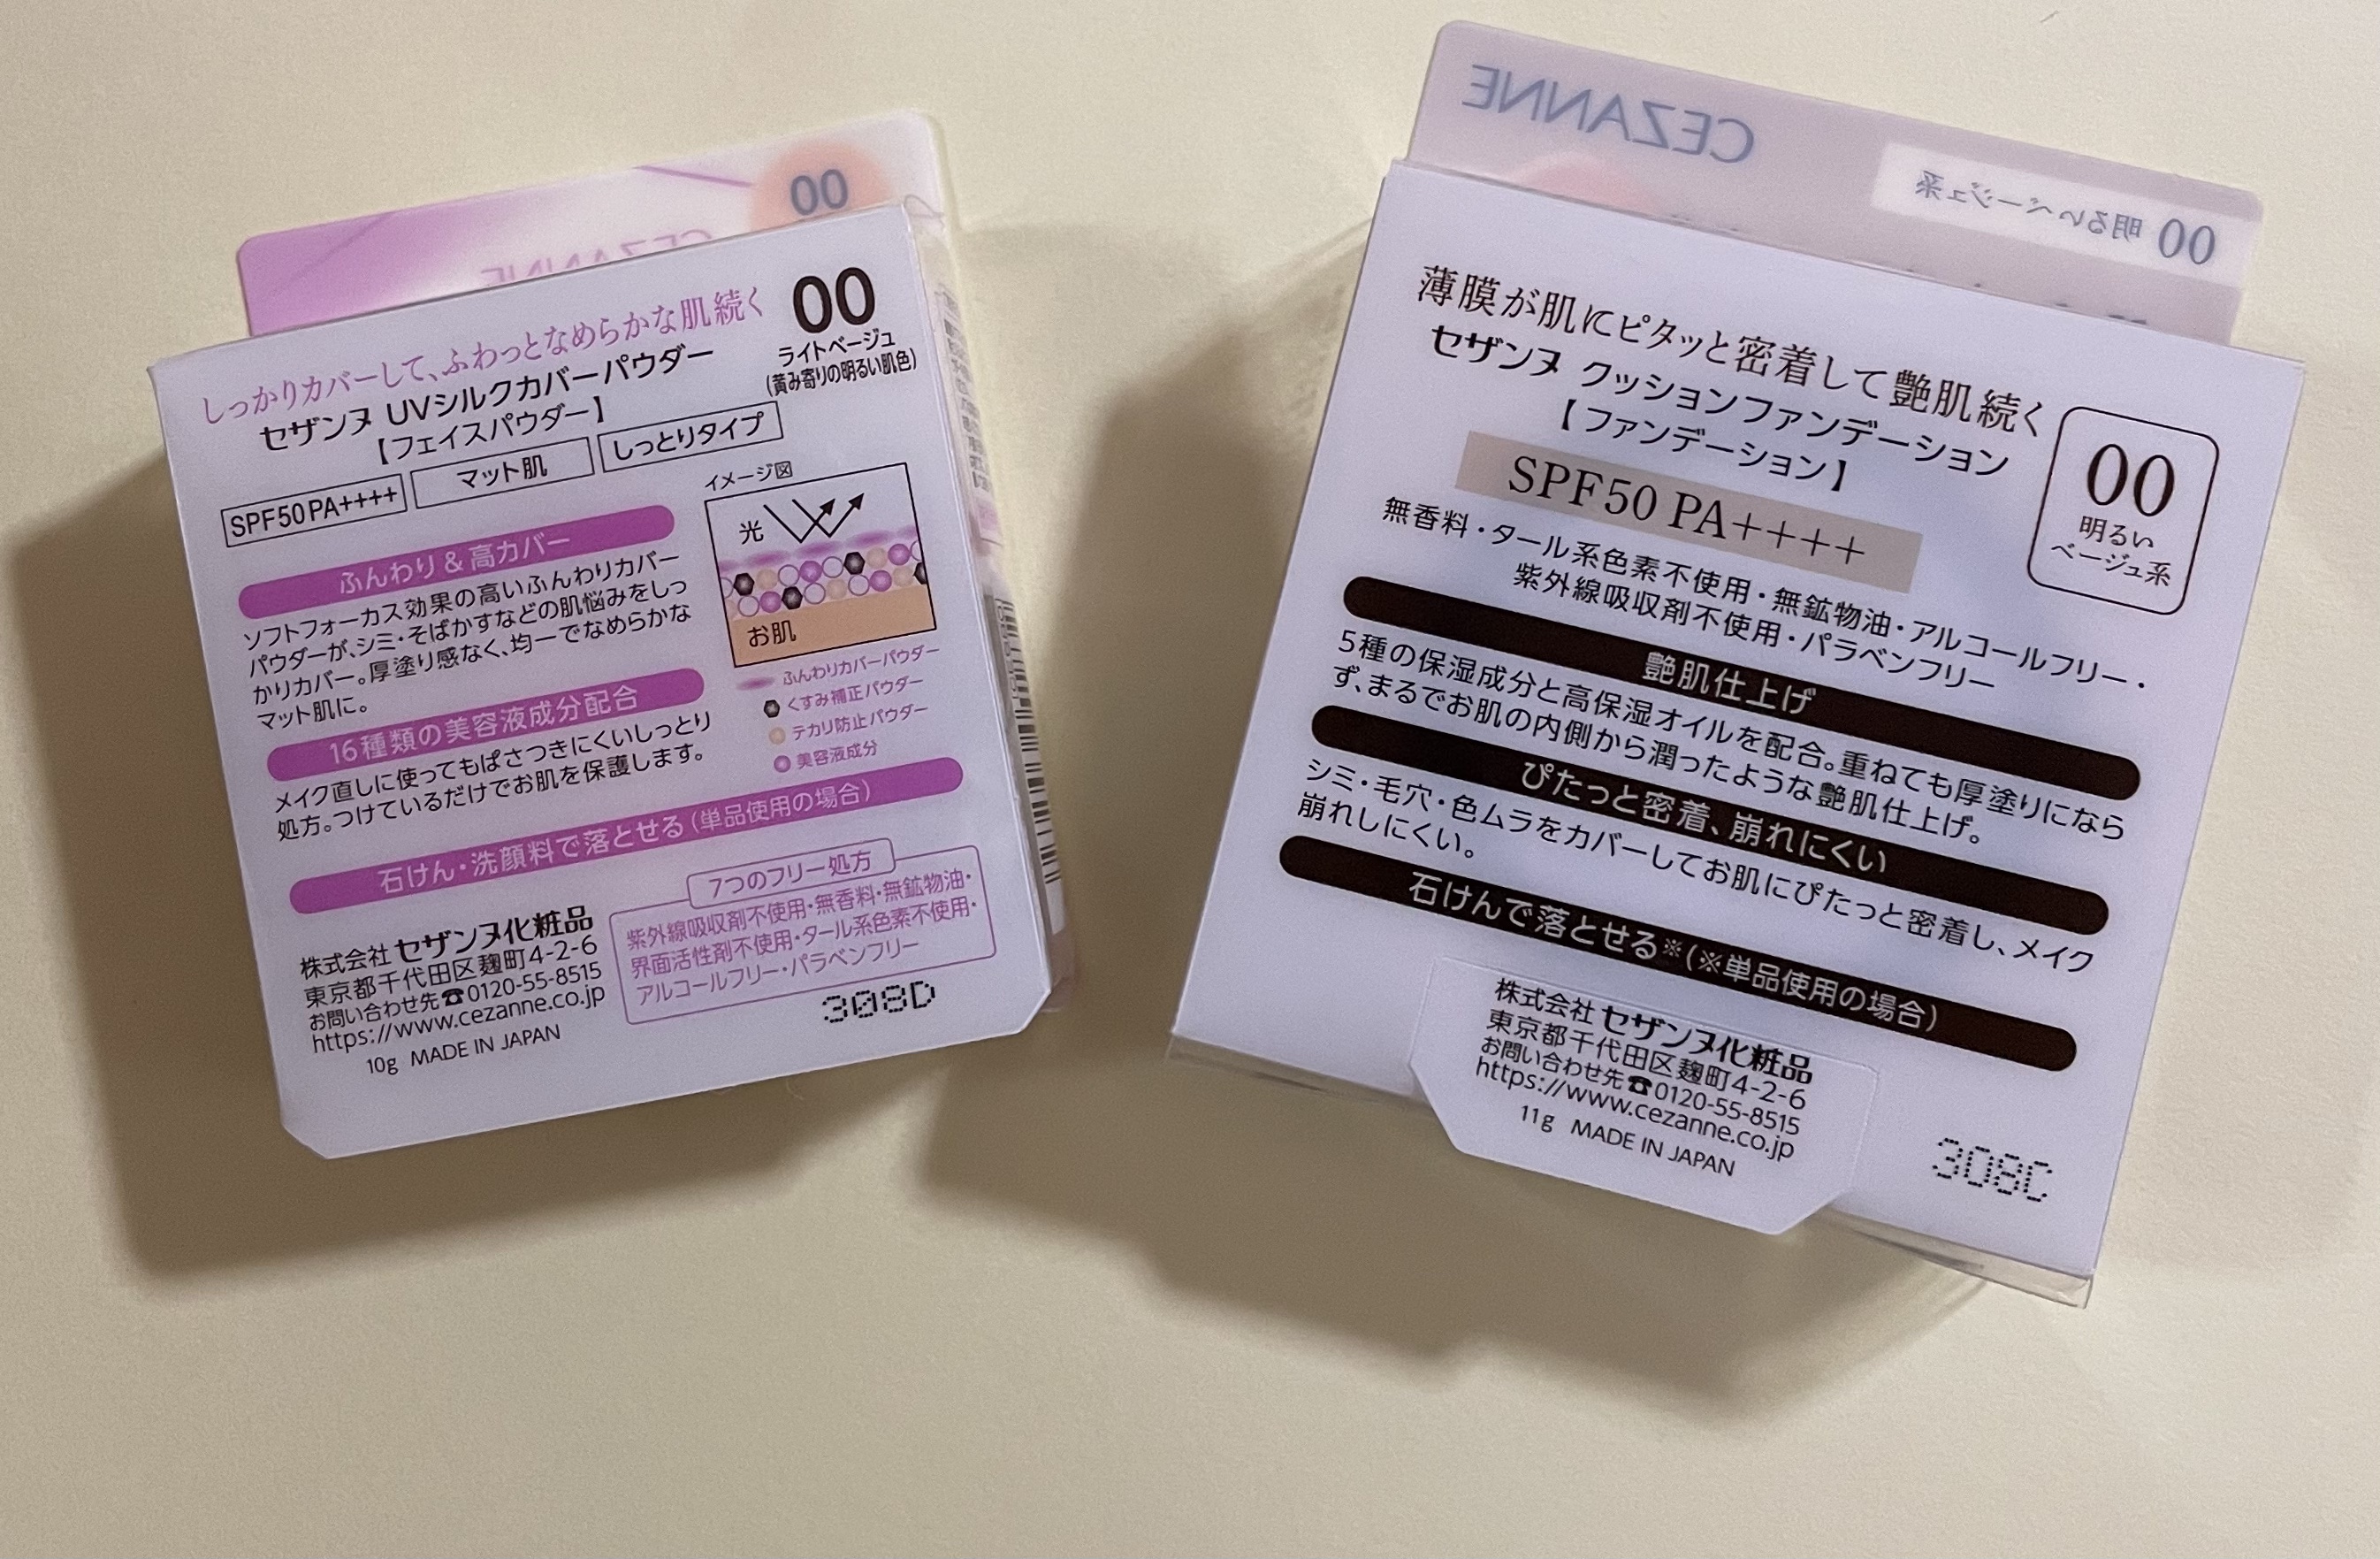 00
CEZANNE
しっかりカバーして、ふわっとなめらかな肌続く
セザンヌ UVシルクカバーパウダー
【フェイスパウダー】
00
ライトベージュ
(黄み寄りの明るい肌色)
SPF50 PA++++
マット肌
しっとりタイプ
ふんわり&高カバー
ソフトフォーカス効果の高いふんわりカバー
パウダーが、シミ・そばかすなどの肌悩みをしっ
かりカバー。厚塗り感なく、均一でなめらかな
マット肌に。
イメージ図
光
お肌
ふんわりカバーパウダー
くすみ補正パウダー
テカリ防止パウダー
美容液成分
16種類の美容液成分配合
メイク直しに使ってもぱさつきにくいしっとり
処方。つけているだけでお肌を保護します。
石けん・洗顔料で落とせる(単品使用の場合)
7つのフリー処方
紫外線吸収剤不使用・無香料・無鉱物油・
界面活性剤不使用・タール系色素不使用・
アルコールフリー・パラベンフリー
株式会社 セザンヌ化粧品
東京都千代田区麹町4-2-6
お問い合わせ先☎0120-55-8515
https://www.cezanne.co.jp
10g MADE IN JAPAN
308D
CEZANNE
00 明るいベージュ系
薄膜が肌にピタッと密着して艶肌続く
セザンヌ クッションファンデーション
【ファンデーション】
SPF50 PA++++
00
明るい
ベージュ系
無香料・タール系色素不使用・無鉱物油・アルコールフリー・
紫外線吸収剤不使用・パラベンフリー
艶肌仕上げ
5種の保湿成分と高保湿オイルを配合。重ねても厚塗りになら
ず、まるでお肌の内側から潤ったような艶肌仕上げ。
ぴたっと密着、崩れにくい
シミ・毛穴・色ムラをカバーしてお肌にぴたっと密着し、メイク
崩れしにくい。
石けんで落とせる※(※単品使用の場合)
株式会社 セザンヌ化粧品
東京都千代田区麹町4-2-6
お問い合わせ先☎0120-55-8515
https://www.cezanne.co.jp
11g MADE IN JAPAN
308C